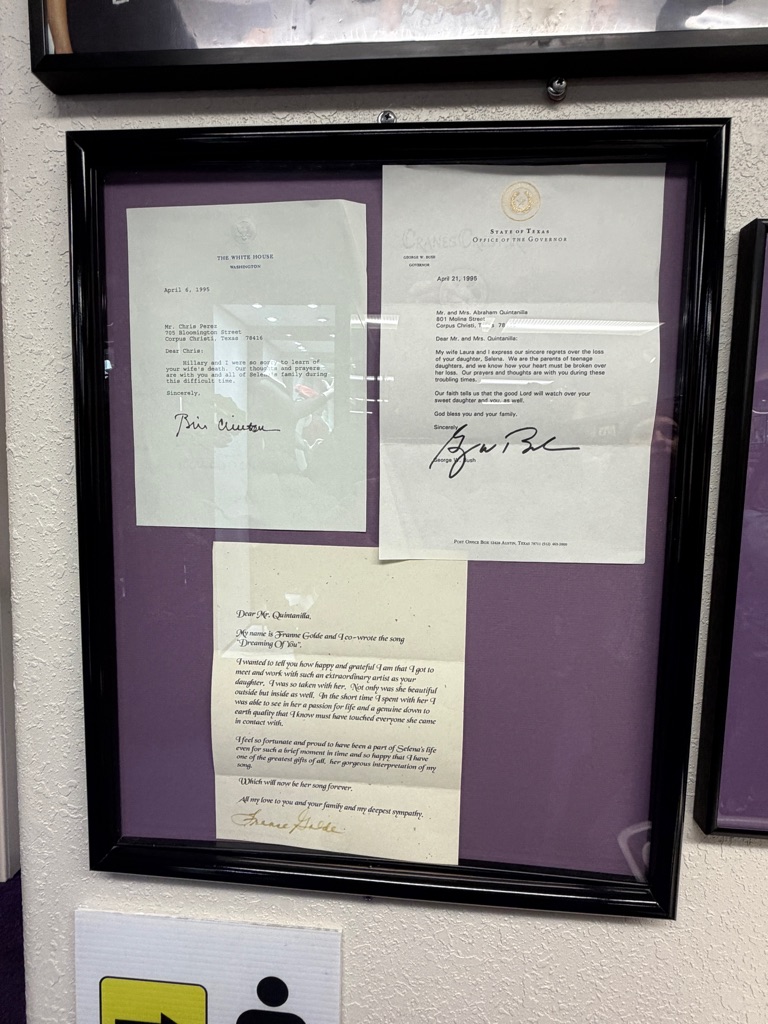 THE WHITE HOUSE
WASHINGTON
April 6, 1995
Mr. Chris Perez
705 Bloomington Street
Corpus Christi, Texas 78416
Dear Chris:
Hillary and I were so sorry to learn of
your wife's death. Our thoughts and prayers
are with you and all of Selena's family during
this difficult time.
Sincerely,
Bill Clinton
STATE OF TEXAS
OFFICE OF THE GOVERNOR
GEORGE W. BUSH
GOVERNOR
April 21, 1995
Mr. and Mrs. Abraham Quintanilla
801 Molina Street
Corpus Christi, T s 78
Dear Mr. and Mrs. Quintanilla:
My wife Laura and I express our sincere regrets over the loss
of your daughter, Selena. We are the parents of teenage
daughters, and we know how your heart must be broken over
her loss. Our prayers and thoughts are with you during these
troubling times.
Our faith tells us that the good Lord will watch over your
sweet daughter and you, as well.
God bless you and your family.
Sincerely,
George W. Bush
POST OFFICE BOX AUSTIN, TEXAS
Dear Mr. Quintanilla,
My name is Franne Golde and I co-wrote the song
"Dreaming Of You".
I wanted to tell you how happy and grateful I am that I got to
meet and work with such an extraordinary artist as your
daughter. I was so taken with her. Not only was she beautiful
outside but inside as well. In the short time I spent with her I
was able to see in her a passion for life and a genuine down to
earth quality that I know must have touched everyone she came
in contact with.
I feel so fortunate and proud to have been a part of Selena's life
even for such a brief moment in time and so happy that I have
one of the greatest gifts of all, her gorgeous interpretation of my
song.
Which will now be her song forever.
All my love to you and your family and my deepest sympathy,
Franne Golde